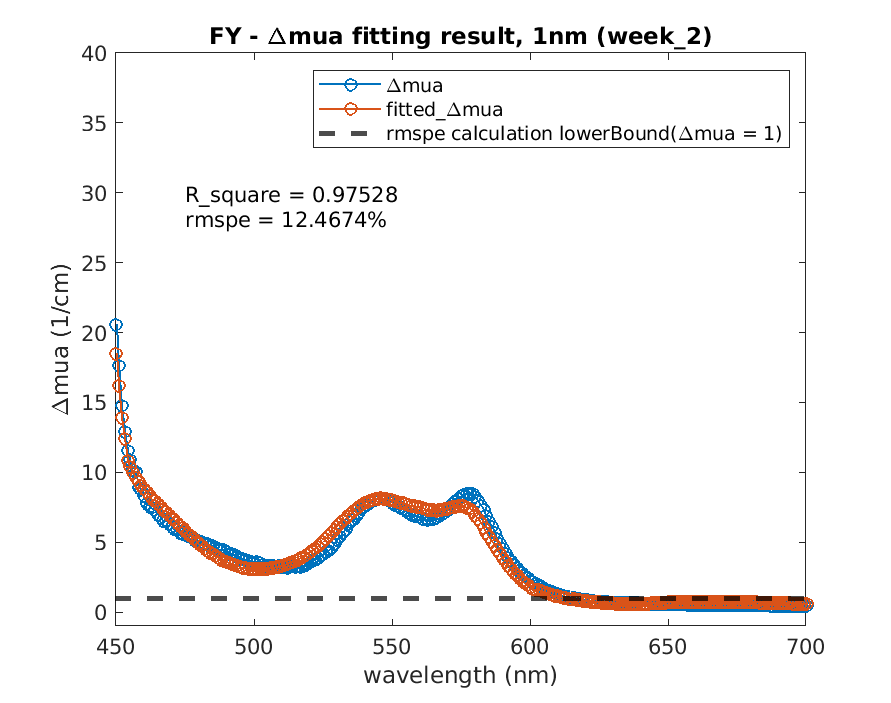 FY - Δmua fitting result, 1nm (week_2)
Δmua
fitted_Δmua
rmspe calculation lowerBound(Δmua = 1)
R_square = 0.97528
rmspe = 12.4674%
Δmua (1/cm)
40
35
30
25
20
15
10
5
0
450
500
550
600
650
700
wavelength (nm)